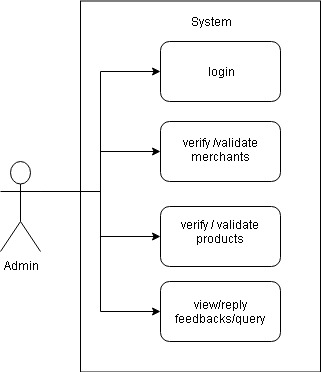 System
login
verify /validate
merchants
verify / validate
products
Admin
view/reply
feedbacks/query